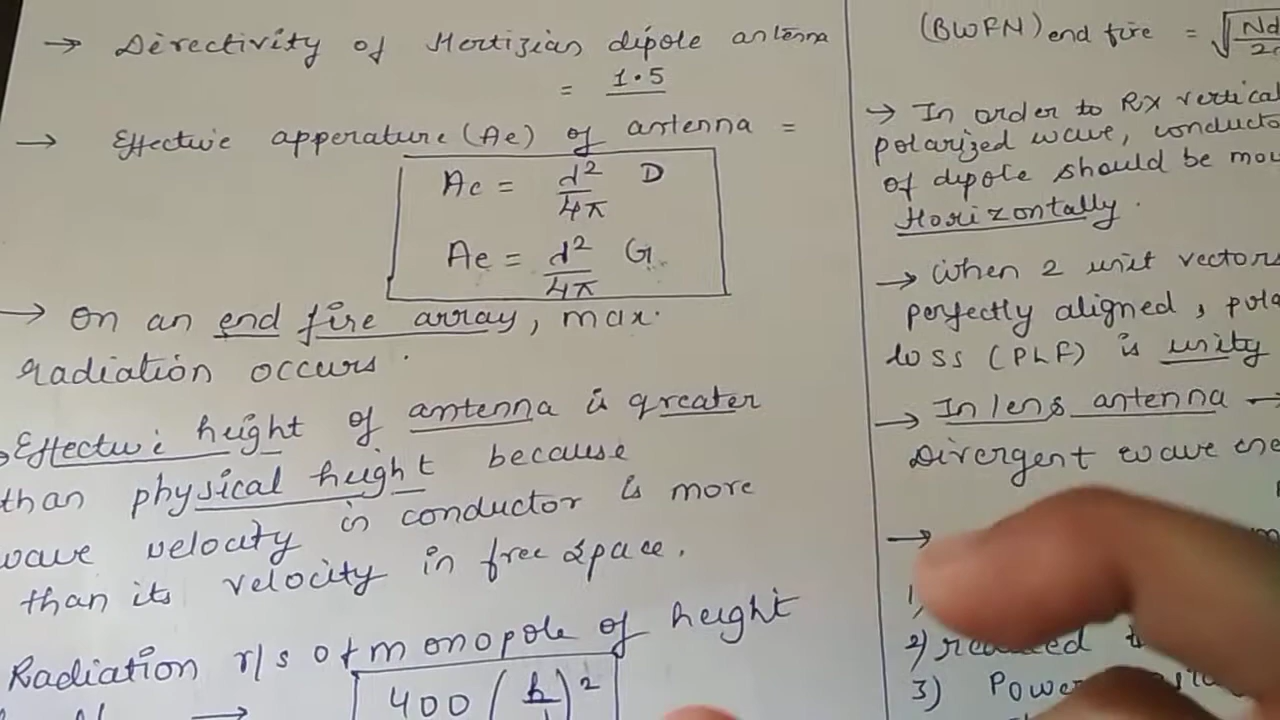 → Directivity of Hertizian dipole antenna
= 1.5
→ Effective apperature (Ae) of antenna =
Ae = λ²/4π D
Ae = λ²/4π G
→ On an end fire array, max.
radiation occurs.
Effective height of antenna is greater
than physical height because
wave velocity in conductor is more
than its velocity in free space.
Radiation r/s of monopole of height
→ 400 (h/)²
(BWFN) end fire = √Nd/2
→ In order to RX vertical
polarized wave, conducto
of dipole should be mou
Horizontally.
→ When 2 unit vectors
perfectly aligned, pola
loss (PLF) is unity
→ In lens antenna →
Divergent wave
→
1)
2)
3) Power